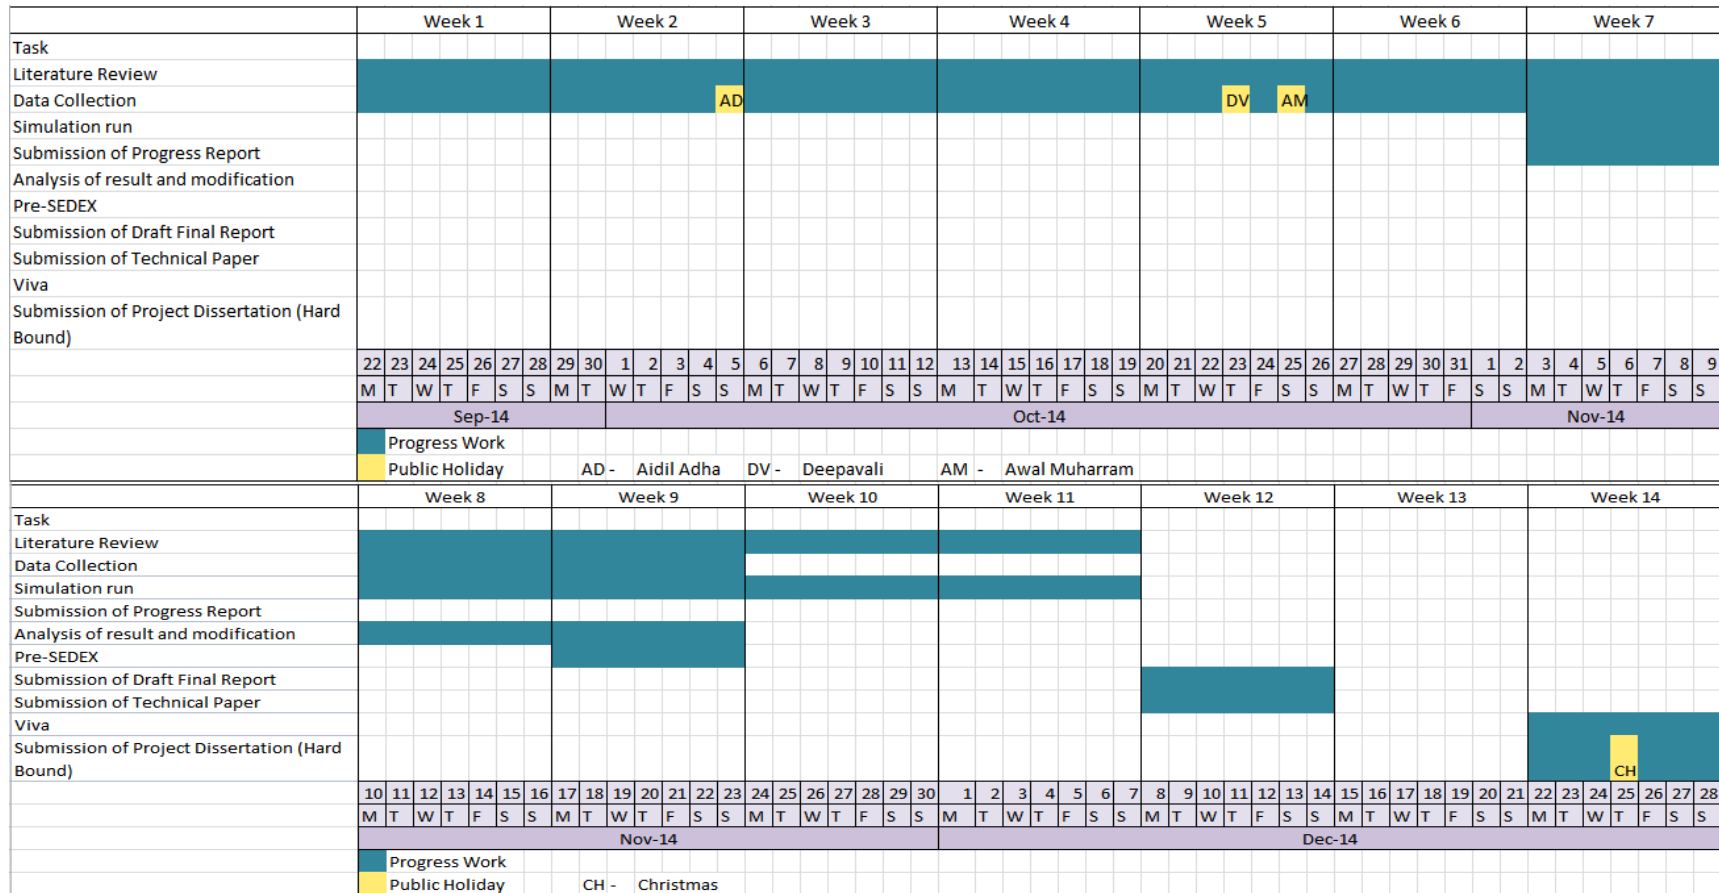 Week 1 Week 2 Week 3 Week 4 Week 5 Week 6 Week 7
Task
Literature Review
Data Collection AD DV AM
Simulation run
Submission of Progress Report
Analysis of result and modification
Pre-SEDEX
Submission of Draft Final Report
Submission of Technical Paper
Viva
Submission of Project Dissertation (Hard
Bound)
22 23 24 25 26 27 28 29 30 1 2 3 4 5 6 7 8 9 10 11 12 13 14 15 16 17 18 19 20 21 22 23 24 25 26 27 28 29 30 31 1 2 3 4 5 6 7 8 9
M T W T F S S M T W T F S S M T W T F S S M T W T F S S M T W T F S S M T W T F S S M T W T F S S
Sep-14 Oct-14 Nov-14
Progress Work
Public Holiday AD - Aidil Adha DV - Deepavali AM - Awal Muharram
Week 8 Week 9 Week 10 Week 11 Week 12 Week 13 Week 14
Task
Literature Review
Data Collection
Simulation run
Submission of Progress Report
Analysis of result and modification
Pre-SEDEX
Submission of Draft Final Report
Submission of Technical Paper
Viva
Submission of Project Dissertation (Hard
Bound) CH
10 11 12 13 14 15 16 17 18 19 20 21 22 23 24 25 26 27 28 29 30 1 2 3 4 5 6 7 8 9 10 11 12 13 14 15 16 17 18 19 20 21 22 23 24 25 26 27 28
M T W T F S S M T W T F S S M T W T F S S M T W T F S S M T W T F S S M T W T F S S M T W T F S S
Nov-14 Dec-14
Progress Work
Public Holiday CH - Christmas